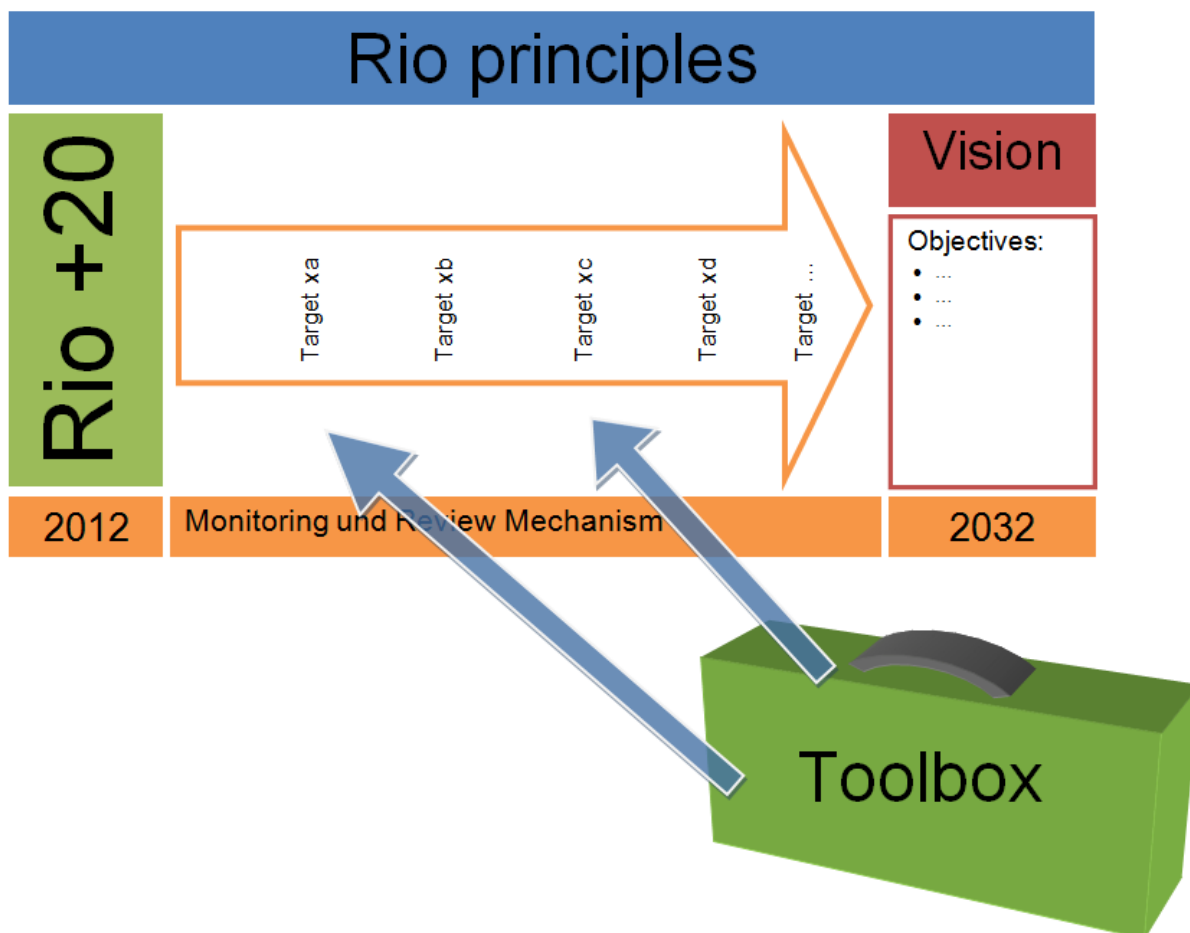 Rio principles
Rio +20
Target xa
Target xb
Target xc
Target xd
Target ...
Vision
Objectives:
• ...
• ...
• ...
2012
Monitoring und Review Mechanism
2032
Toolbox